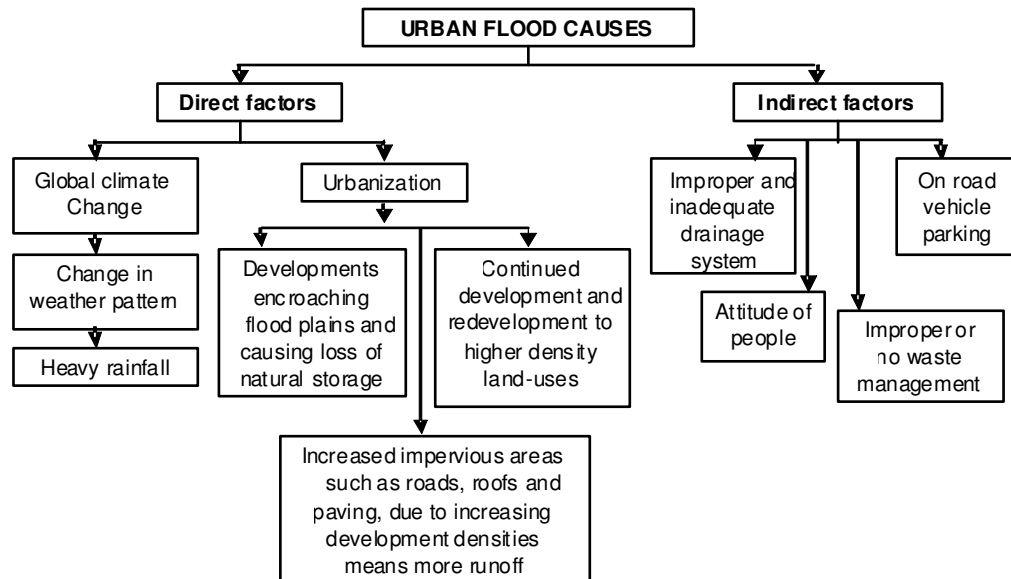 URBAN FLOOD CAUSES
Direct factors
Indirect factors
Global climate
Change
Urbanization
Improper and
inadequate
drainage
system
On road
vehicle
parking
Change in
weather pattern
Developments
encroaching
flood plains and
causing loss of
natural storage
Continued
development and
redevelopment to
higher density
land-uses
Attitude of
people
Improper or
no waste
management
Heavy rainfall
Increased impervious areas
such as roads, roofs and
paving, due to increasing
development densities
means more runoff